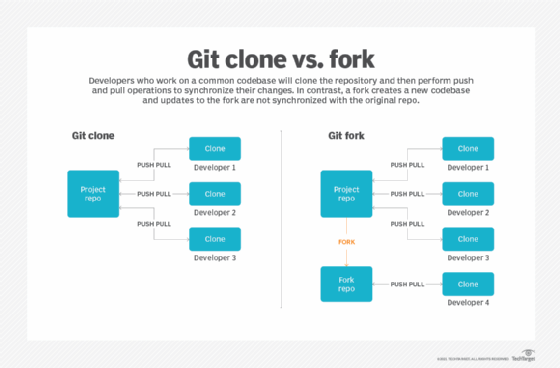 Git clone vs. fork
Developers who work on a common codebase will clone the repository and then perform push
and pull operations to synchronize their changes. In contrast, a fork creates a new codebase
and updates to the fork are not synchronized with the original repo.
Git clone
Clone
PUSH PULL
Developer 1
Project
repo
PUSH PULL
Clone
Developer 2
PUSH PULL
Clone
Developer 3
Git fork
Clone
PUSH PULL
Developer 1
Project
repo
PUSH PULL
Clone
Developer 2
PUSH PULL
Clone
Developer 3
FORK
Fork
repo
PUSH PULL
Clone
Developer 4
TechTarget